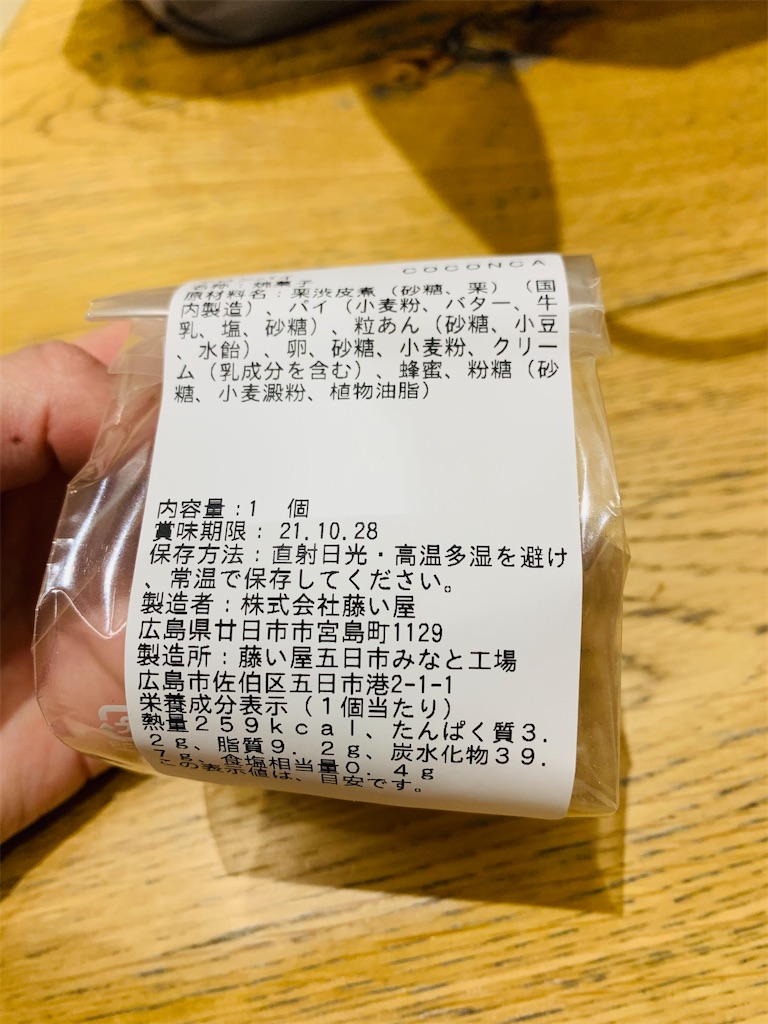 COCONCA
名称：焼菓子
原材料名：栗渋皮煮（砂糖、栗）（国
内製造）、パイ（小麦粉、バター、牛
乳、塩、砂糖）、粒あん（砂糖、小豆
、水飴）、卵、砂糖、小麦粉、クリー
ム（乳成分を含む）、蜂蜜、粉糖（砂
糖、小麦澱粉、植物油脂）
内容量：1 個
賞味期限：21.10.28
保存方法：直射日光・高温多湿を避け
、常温で保存してください。
製造者：株式会社藤い屋
広島県廿日市市宮島町1129
製造所：藤い屋五日市みなと工場
広島市佐伯区五日市港2-1-1
栄養成分表示（1個当たり）
熱量２５９ｋｃａｌ、たんぱく質３．
２ｇ、脂質９．２ｇ、炭水化物３９．
７ｇ、食塩相当量０．４ｇ
この表示値は、目安です。